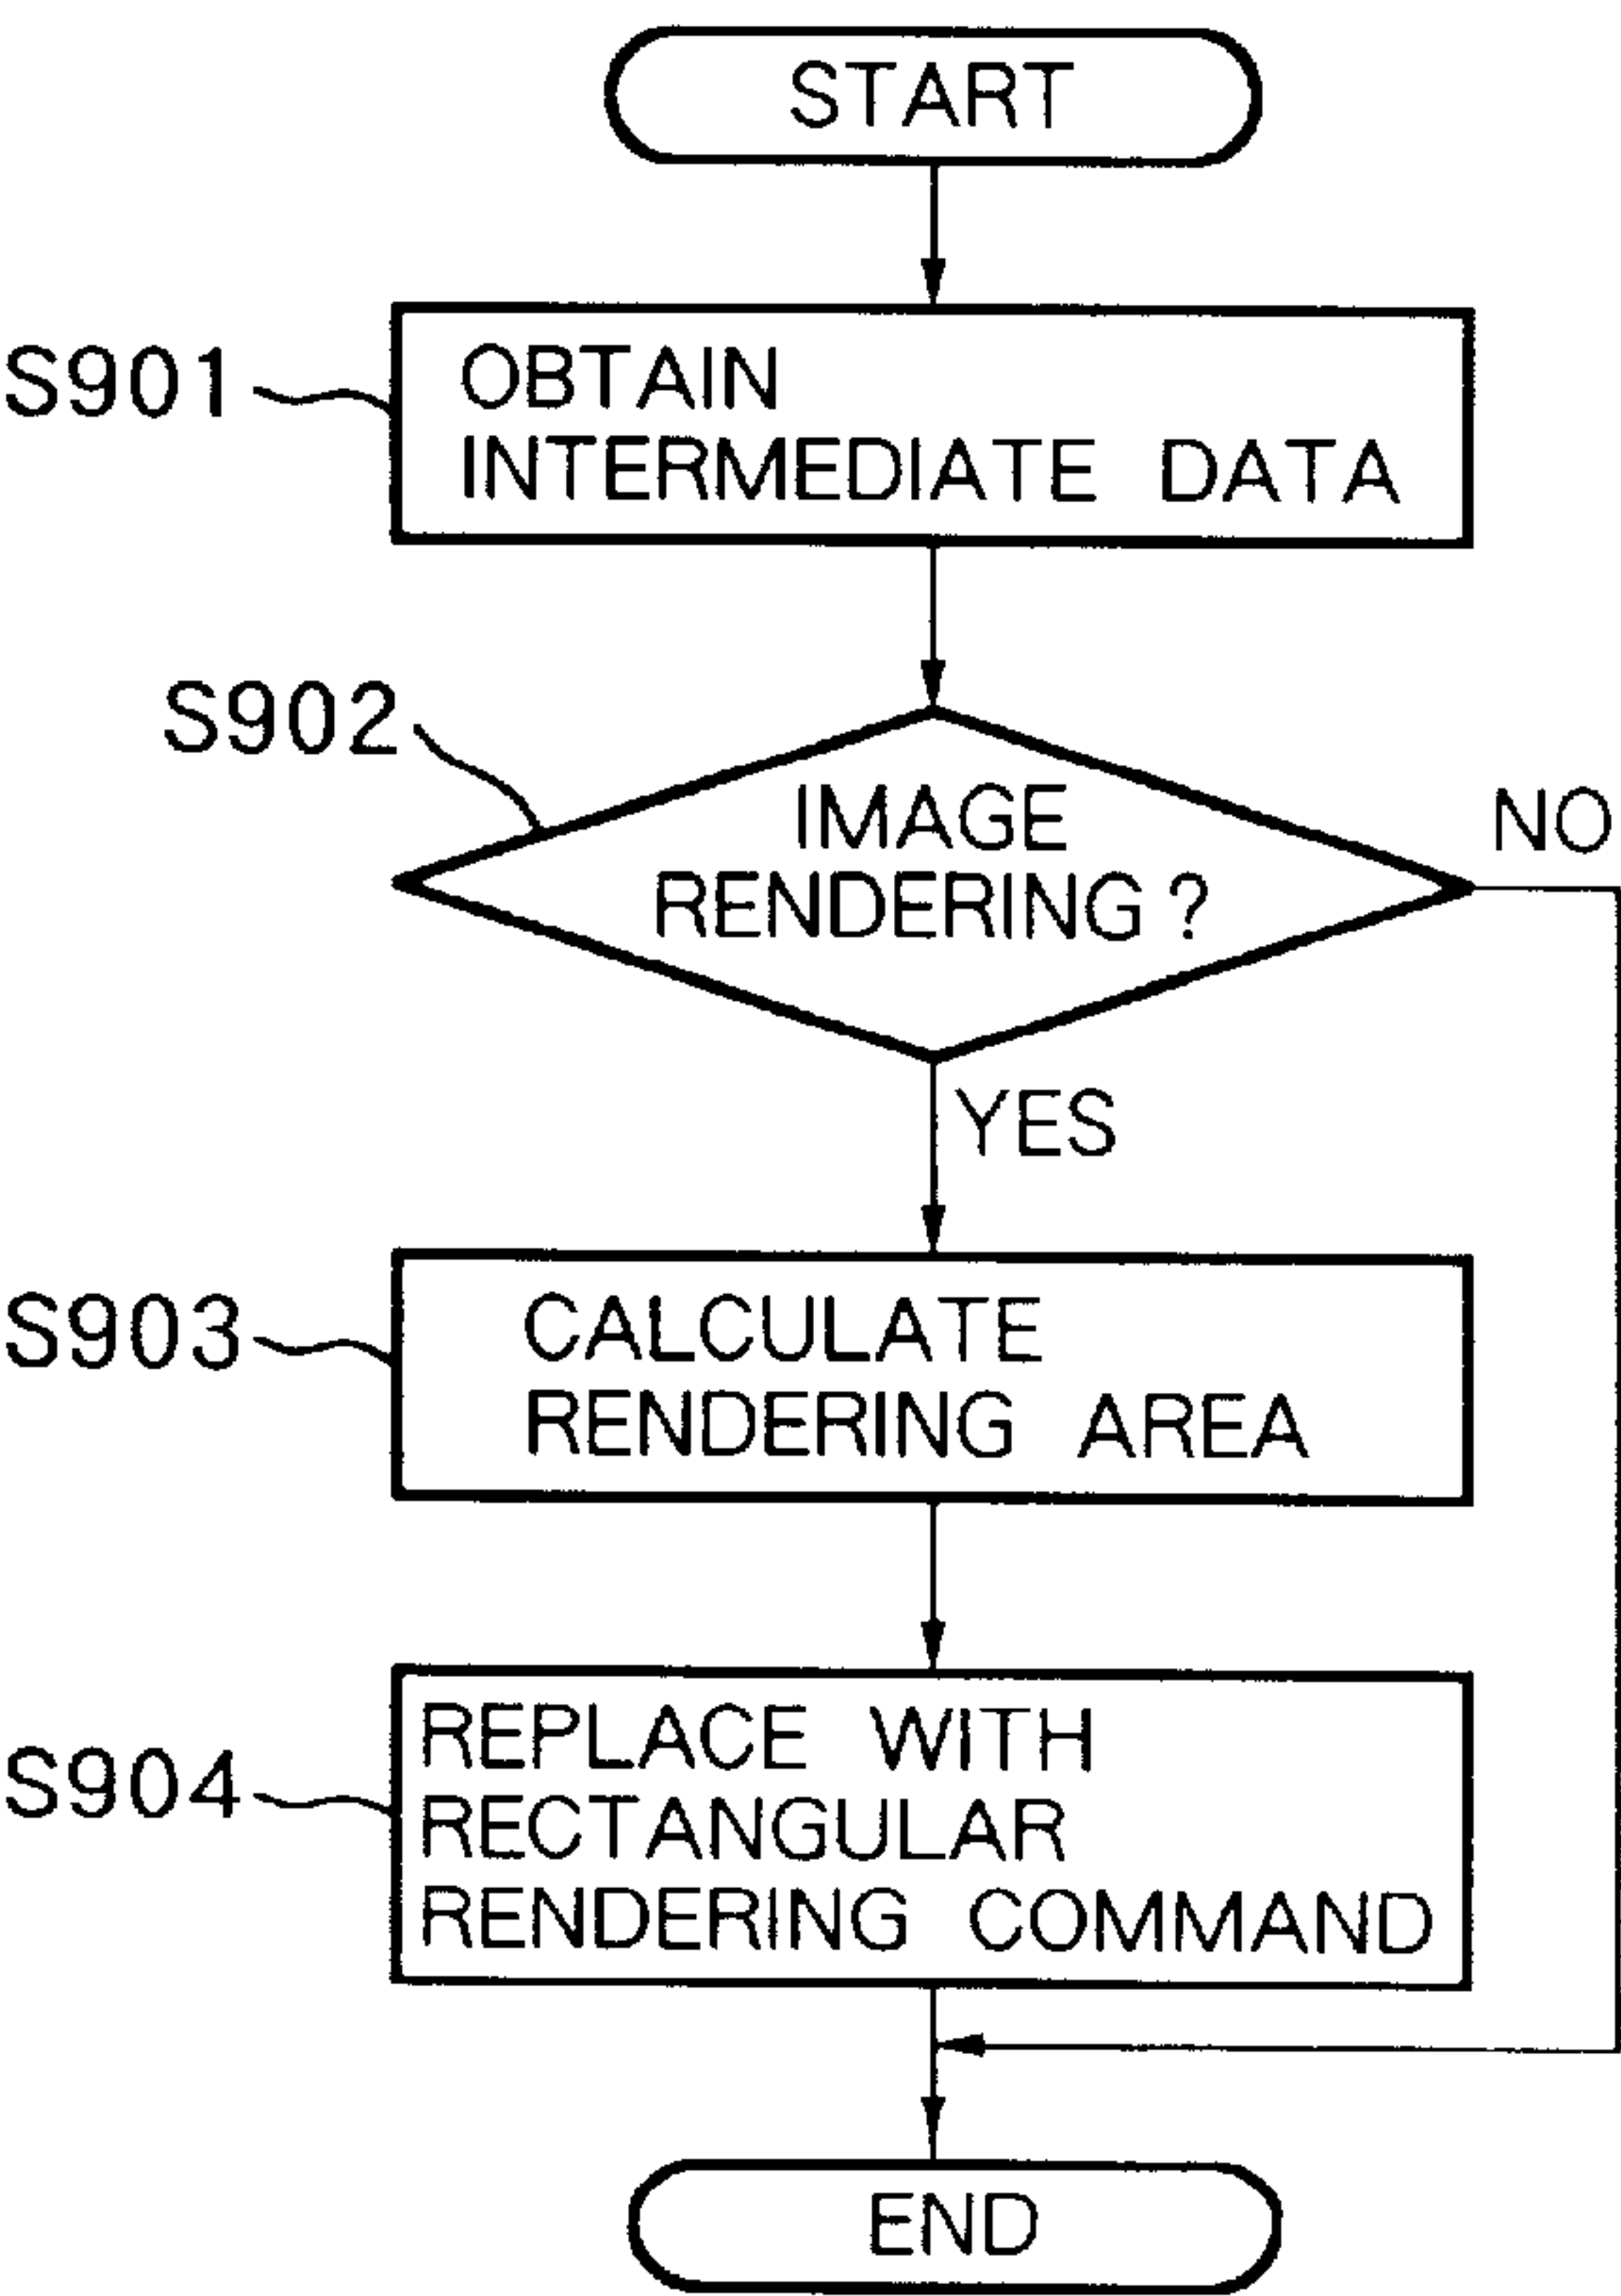 START
S901
OBTAIN
INTERMEDIATE DATA
S902
IMAGE
RENDERING?
NO
YES
S903
CALCULATE
RENDERING AREA
S904
REPLACE WITH
RECTANGULAR
RENDERING COMMAND
END